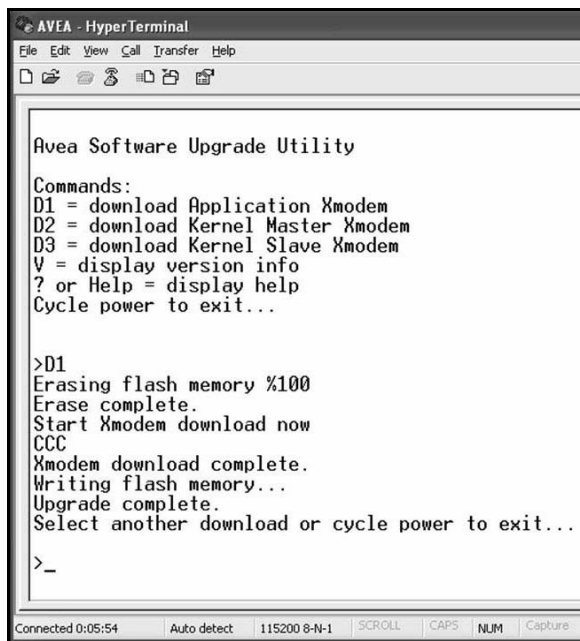 AVEA - HyperTerminal
File Edit View Call Transfer Help
Avea Software Upgrade Utility
Commands:
D1 = download Application Xmodem
D2 = download Kernel Master Xmodem
D3 = download Kernel Slave Xmodem
V = display version info
? or Help = display help
Cycle power to exit...
>D1
Erasing flash memory %100
Erase complete.
Start Xmodem download now
CCC
Xmodem download complete.
Writing flash memory...
Upgrade complete.
Select another download or cycle power to exit...
>_
Connected 0:05:54 Auto detect 115200 8-N-1 SCROLL CAPS NUM Capture